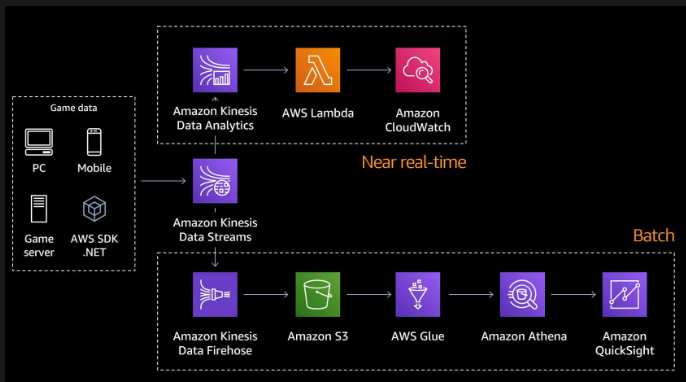 Game data
PC
Mobile
Game
server
AWS SDK
.NET
Amazon Kinesis
Data Analytics
AWS Lambda
Amazon
CloudWatch
Near real-time
Amazon Kinesis
Data Streams
Batch
Amazon Kinesis
Data Firehose
Amazon S3
AWS Glue
Amazon Athena
Amazon
QuickSight